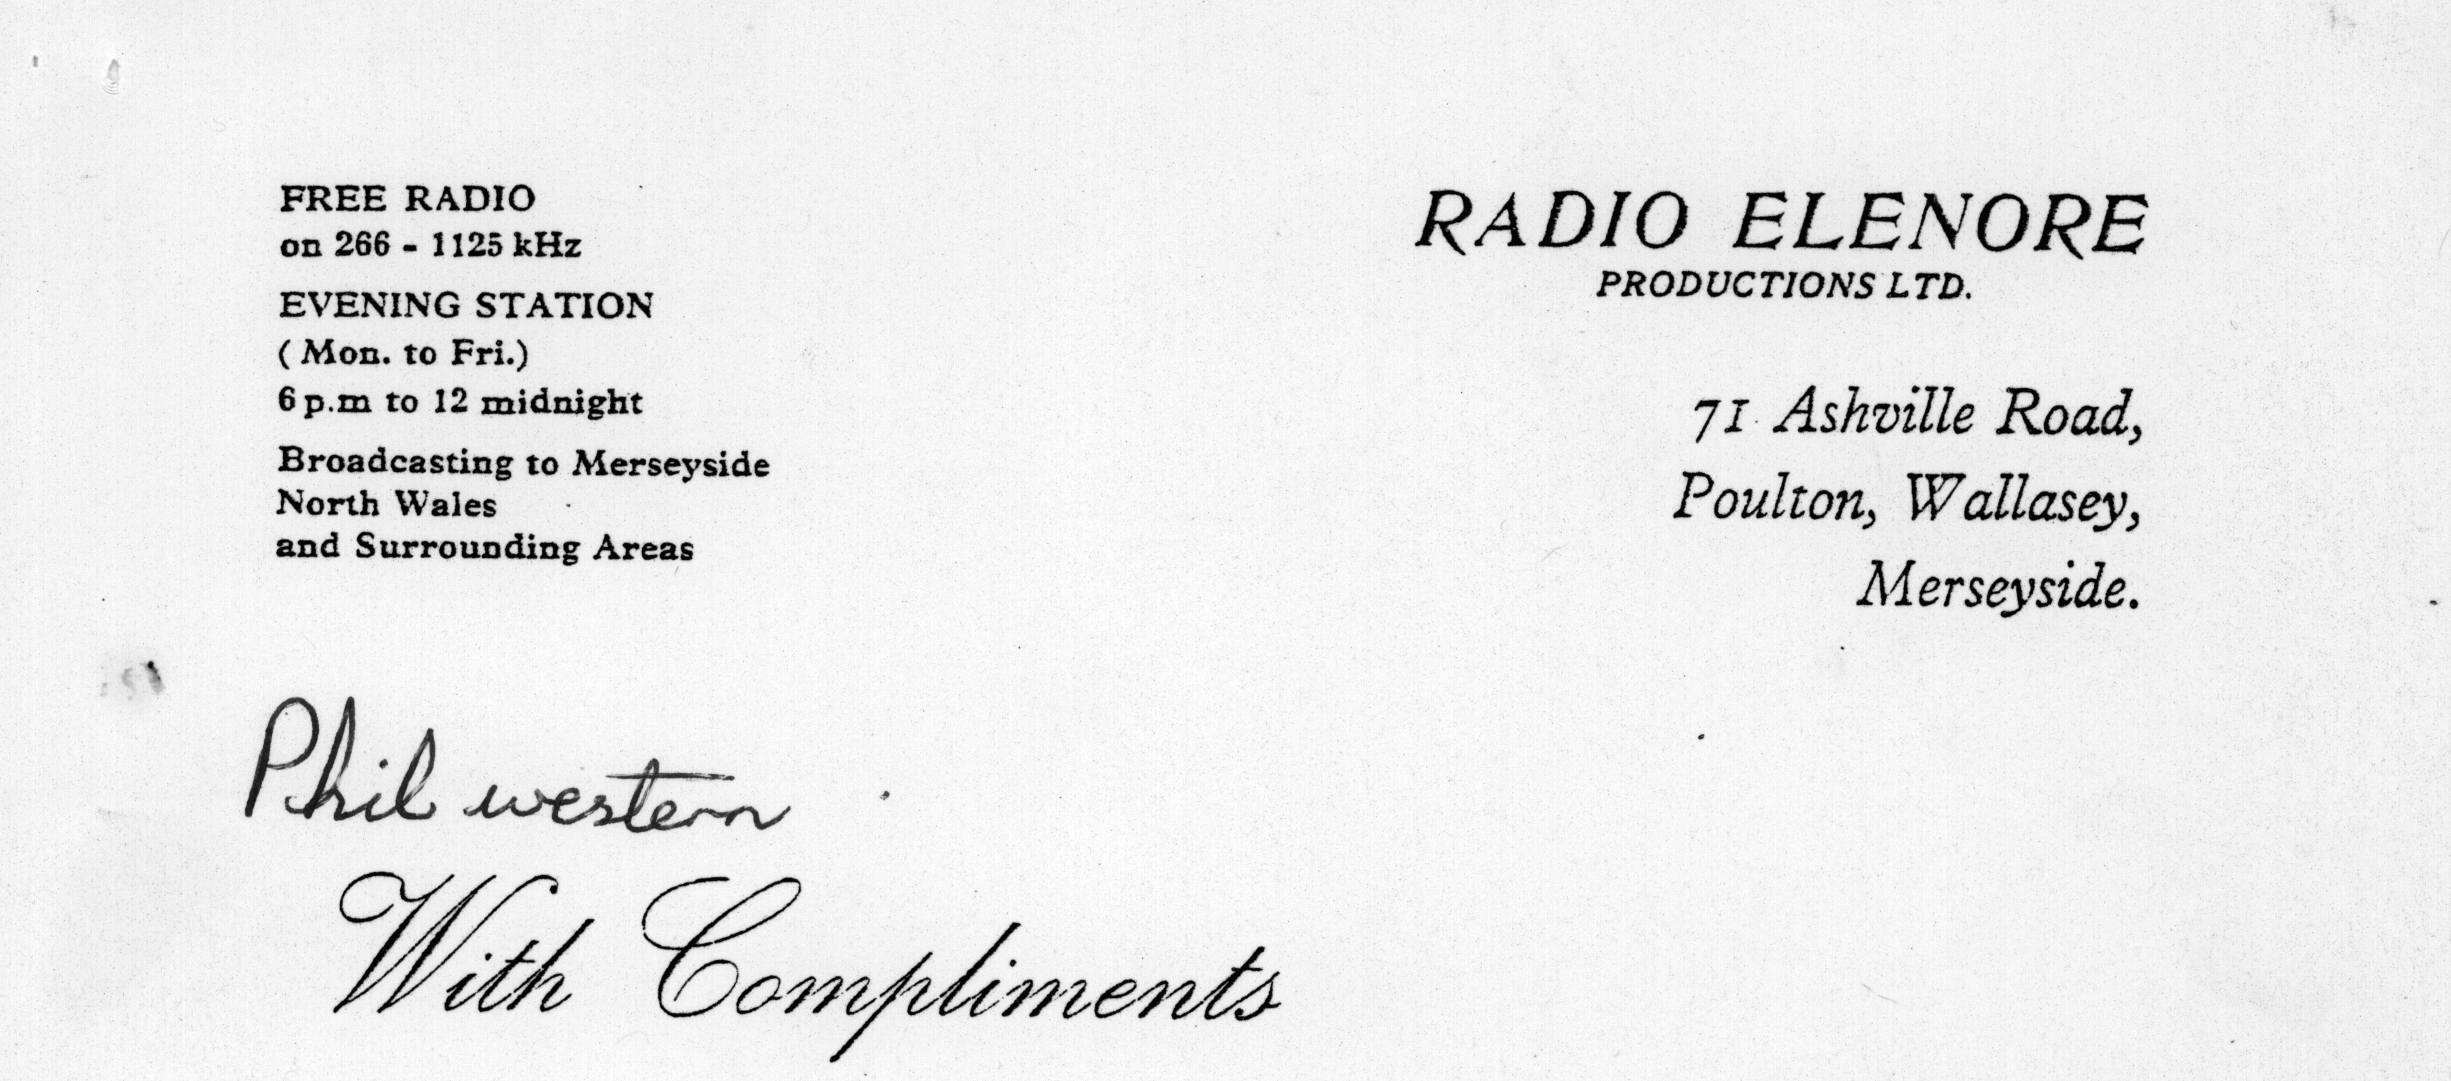 FREE RADIO
on 266 - 1125 kHz
EVENING STATION
( Mon. to Fri.)
6 p.m to 12 midnight
Broadcasting to Merseyside
North Wales
and Surrounding Areas
RADIO ELENORE
PRODUCTIONS LTD.
71 Ashville Road,
Poulton, Wallasey,
Merseyside.
Phil western
With Compliments